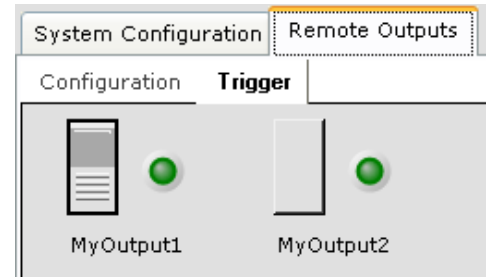 System Configuration Remote Outputs
Configuration Trigger
MyOutput1 MyOutput2